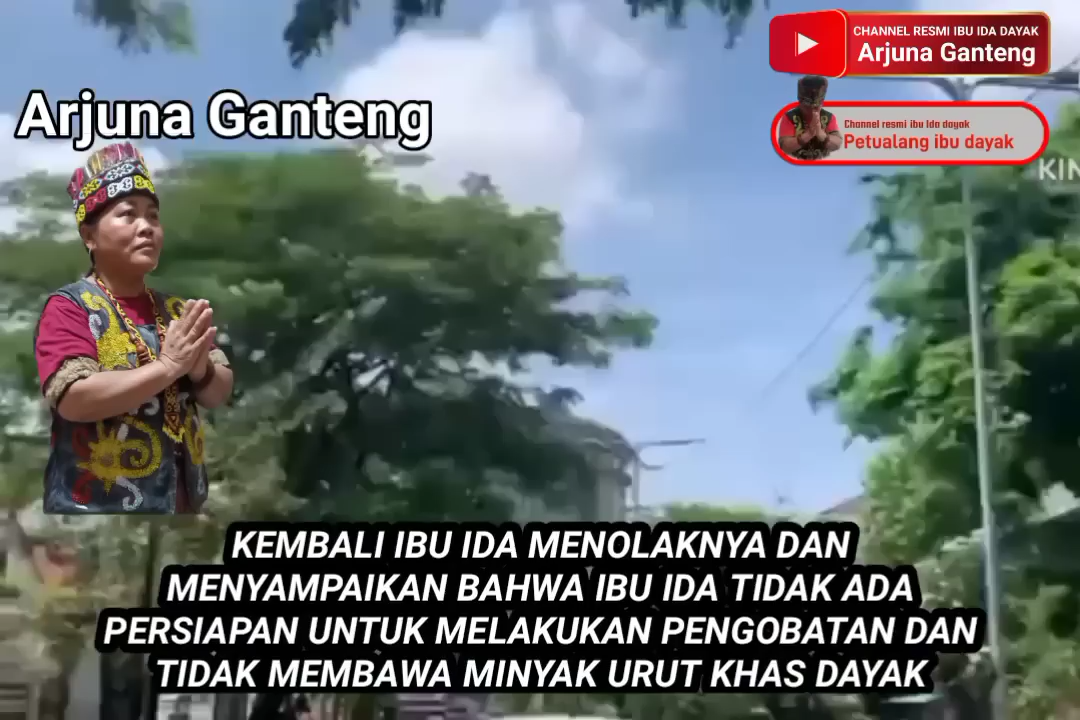 CHANNEL RESMI IBU IDA DAYAK
Arjuna Ganteng
Arjuna Ganteng
Channel resmi ibu Ida dayak
Petualang ibu dayak
KIN
KEMBALI IBU IDA MENOLAKNYA DAN
MENYAMPAIKAN BAHWA IBU IDA TIDAK ADA
PERSIAPAN UNTUK MELAKUKAN PENGOBATAN DAN
TIDAK MEMBAWA MINYAK URUT KHAS DAYAK